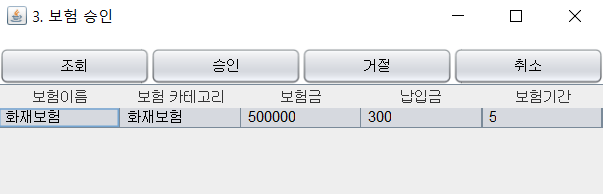 3. 보험 승인
조회 승인 거절 취소
보험이름 보험 카테고리 보험금 납입금 보험기간
화재보험 화재보험 500000 300 5